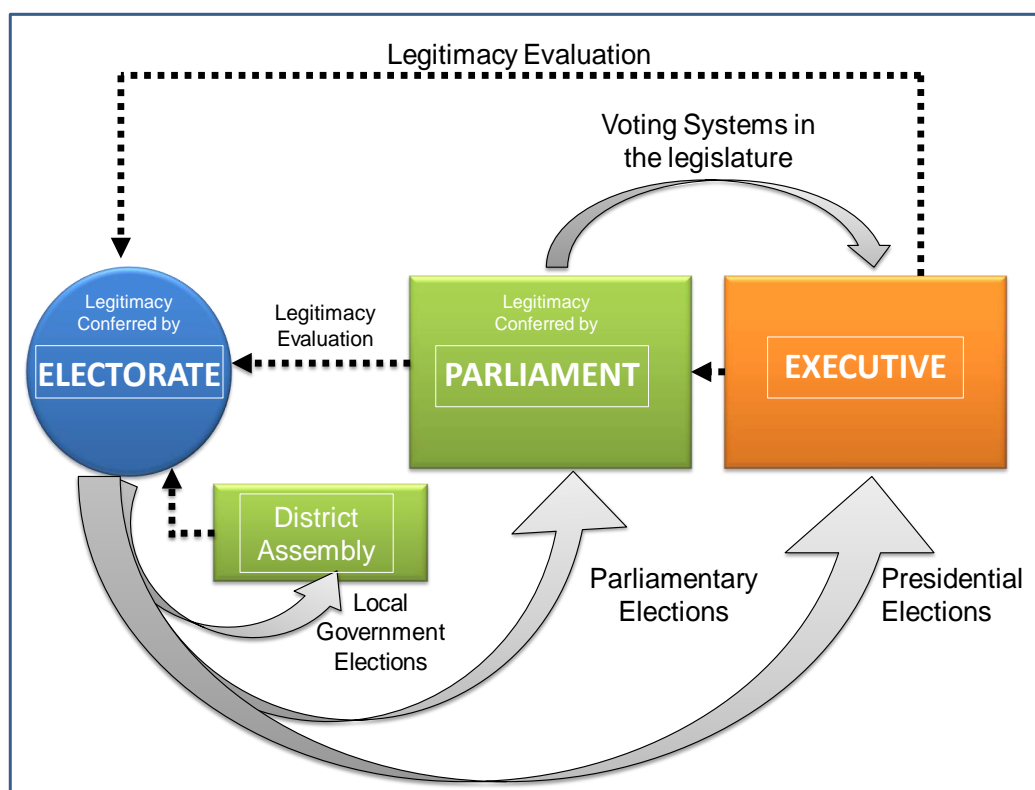 Legitimacy Evaluation
Voting Systems in
the legislature
Legitimacy
Conferred by
ELECTORATE
Legitimacy
Evaluation
Legitimacy
Conferred by
PARLIAMENT
EXECUTIVE
District
Assembly
Local
Government
Elections
Parliamentary
Elections
Presidential
Elections